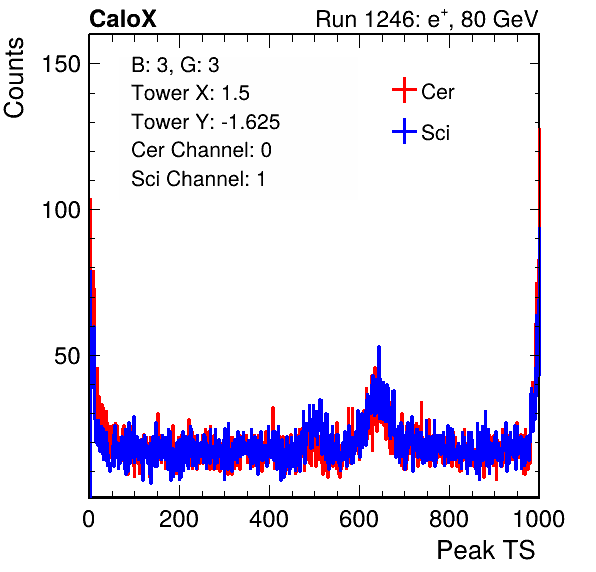 CaloX Run 1246: e⁺, 80 GeV
Counts
150
100
50
B: 3, G: 3
Tower X: 1.5
Tower Y: -1.625
Cer Channel: 0
Sci Channel: 1
Cer
Sci
0 200 400 600 800 1000
Peak TS